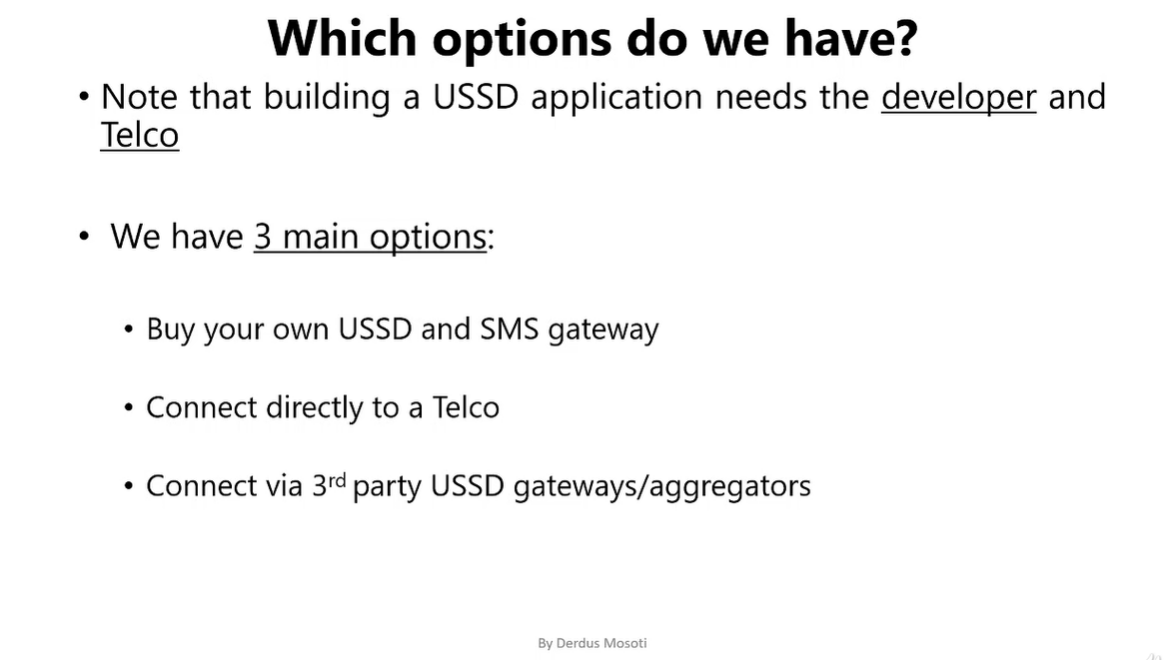 Which options do we have?
• Note that building a USSD application needs the developer and
Telco
• We have 3 main options:
• Buy your own USSD and SMS gateway
• Connect directly to a Telco
• Connect via 3rd party USSD gateways/aggregators
By Derdus Mosoti